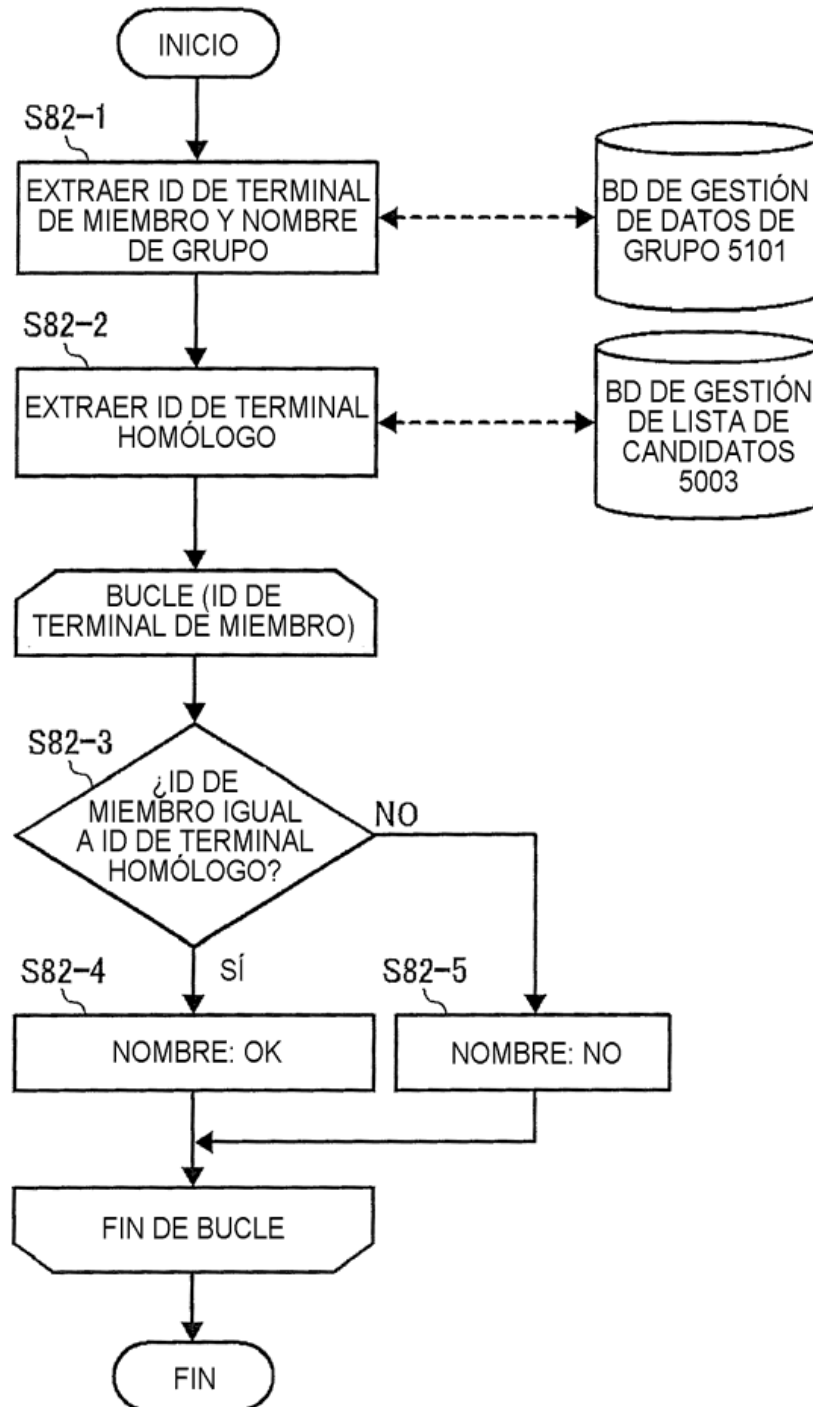 INICIO
S82-1
EXTRAER ID DE TERMINAL
DE MIEMBRO Y NOMBRE
DE GRUPO
BD DE GESTIÓN
DE DATOS DE
GRUPO 5101
S82-2
EXTRAER ID DE TERMINAL
HOMÓLOGO
BD DE GESTIÓN
DE LISTA DE
CANDIDATOS
5003
BUCLE (ID DE
TERMINAL DE MIEMBRO)
S82-3
¿ID DE
MIEMBRO IGUAL
A ID DE TERMINAL
HOMÓLOGO?
NO
SÍ
S82-4
NOMBRE: OK
S82-5
NOMBRE: NO
FIN DE BUCLE
FIN